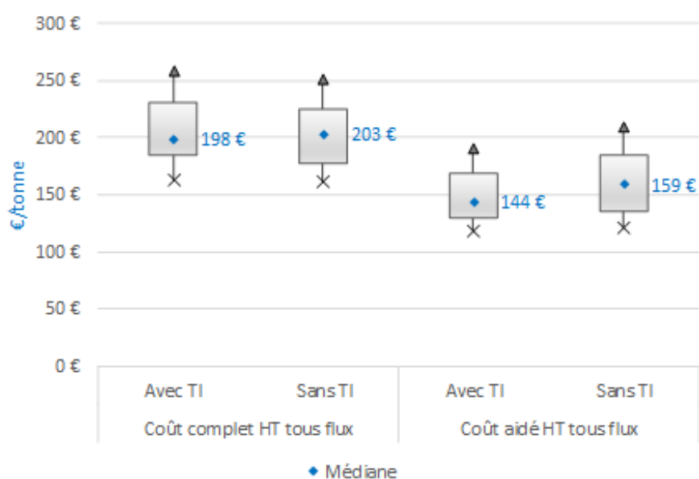 300 €
250 €
200 €
150 €
100 €
50 €
0 €
€/tonne
198 €
203 €
144 €
159 €
Avec TI
Sans TI
Avec TI
Sans TI
Coût complet HT tous flux
Coût aidé HT tous flux
Médiane